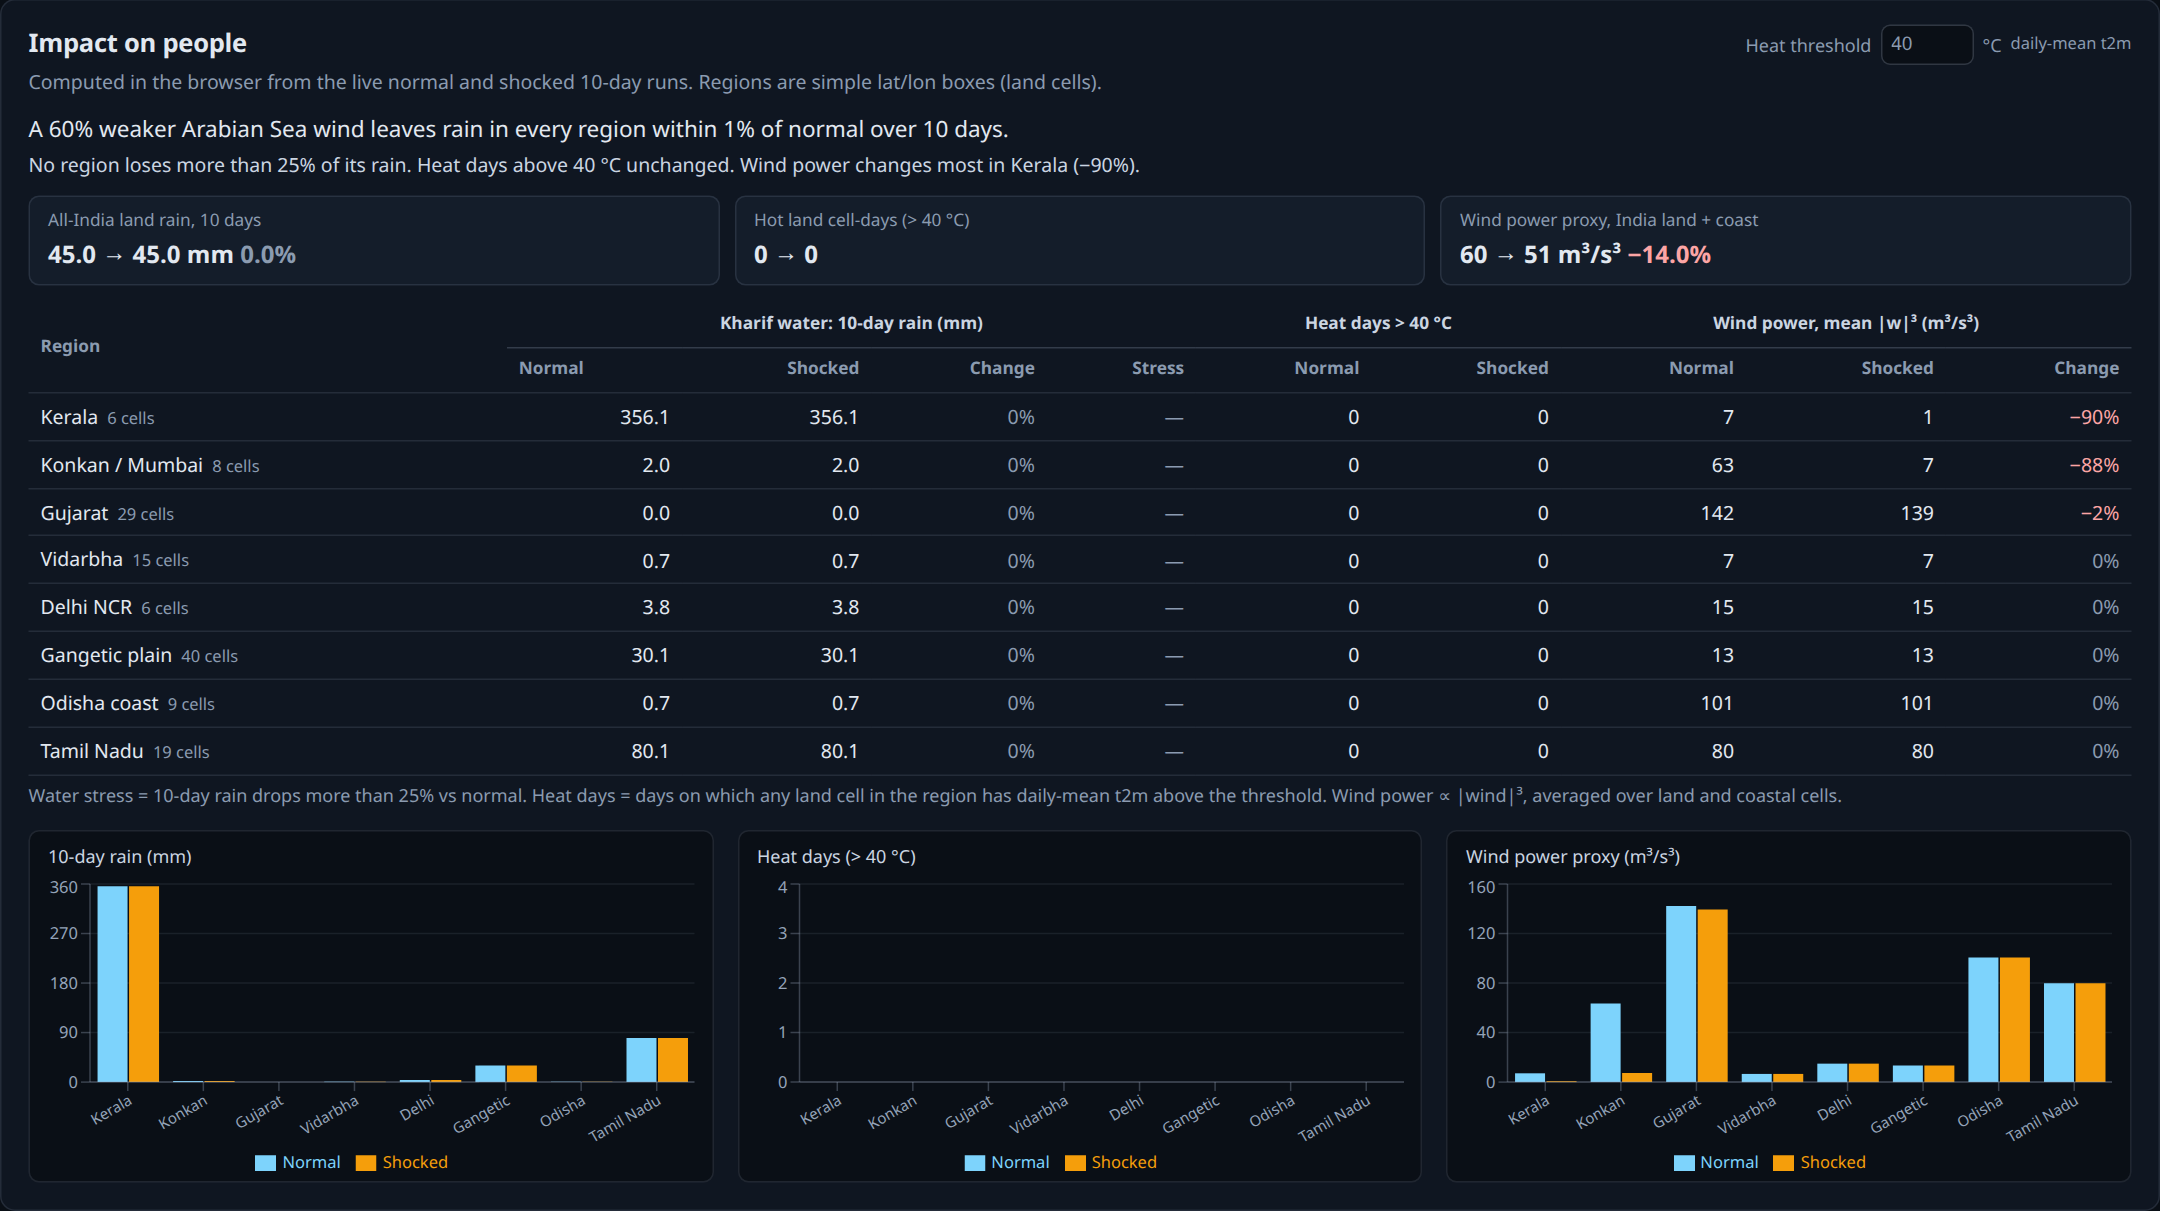 Impact on people
Heat threshold 40 °C daily-mean t2m
Computed in the browser from the live normal and shocked 10-day runs. Regions are simple lat/lon boxes (land cells).
A 60% weaker Arabian Sea wind leaves rain in every region within 1% of normal over 10 days.
No region loses more than 25% of its rain. Heat days above 40 °C unchanged. Wind power changes most in Kerala (−90%).
All-India land rain, 10 days
45.0 → 45.0 mm 0.0%
Hot land cell-days (> 40 °C)
0 → 0
Wind power proxy, India land + coast
60 → 51 m³/s³ −14.0%
Region
Kharif water: 10-day rain (mm) Heat days > 40 °C Wind power, mean |w|³ (m³/s³)
Normal Shocked Change Stress Normal Shocked Normal Shocked Change
Kerala 6 cells 356.1 356.1 0% — 0 0 7 1 −90%
Konkan / Mumbai 8 cells 2.0 2.0 0% — 0 0 63 7 −88%
Gujarat 29 cells 0.0 0.0 0% — 0 0 142 139 −2%
Vidarbha 15 cells 0.7 0.7 0% — 0 0 7 7 0%
Delhi NCR 6 cells 3.8 3.8 0% — 0 0 15 15 0%
Gangetic plain 40 cells 30.1 30.1 0% — 0 0 13 13 0%
Odisha coast 9 cells 0.7 0.7 0% — 0 0 101 101 0%
Tamil Nadu 19 cells 80.1 80.1 0% — 0 0 80 80 0%
Water stress = 10-day rain drops more than 25% vs normal. Heat days = days on which any land cell in the region has daily-mean t2m above the threshold. Wind power ∝ |wind|³, averaged over land and coastal cells.
10-day rain (mm)
360
270
180
90
0
Kerala Konkan Gujarat Vidarbha Delhi Gangetic Odisha Tamil Nadu
Normal Shocked
Heat days (> 40 °C)
4
3
2
1
0
Kerala Konkan Gujarat Vidarbha Delhi Gangetic Odisha Tamil Nadu
Normal Shocked
Wind power proxy (m³/s³)
160
120
80
40
0
Kerala Konkan Gujarat Vidarbha Delhi Gangetic Odisha Tamil Nadu
Normal Shocked